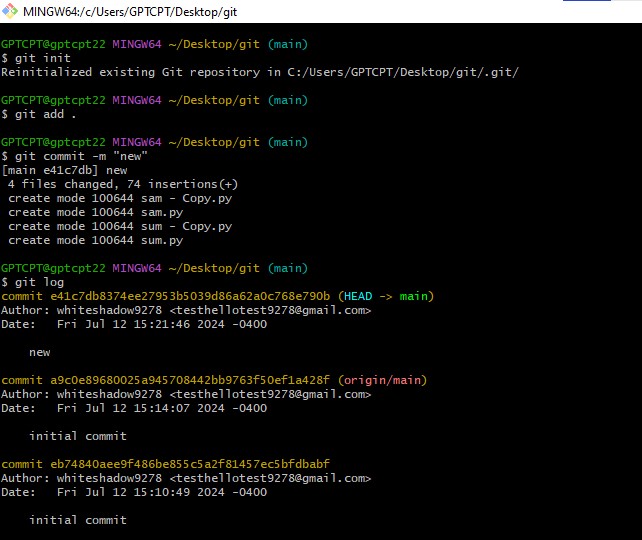 MINGW64:/c/Users/GPTCPT/Desktop/git
GPTCPT@gptcpt22 MINGW64 ~/Desktop/git (main)
$ git init
Reinitialized existing Git repository in C:/Users/GPTCPT/Desktop/git/.git/
GPTCPT@gptcpt22 MINGW64 ~/Desktop/git (main)
$ git add .
GPTCPT@gptcpt22 MINGW64 ~/Desktop/git (main)
$ git commit -m "new"
[main e41c7db] new
 4 files changed, 74 insertions(+)
 create mode 100644 sam - Copy.py
 create mode 100644 sam.py
 create mode 100644 sum - Copy.py
 create mode 100644 sum.py
GPTCPT@gptcpt22 MINGW64 ~/Desktop/git (main)
$ git log
commit e41c7db8374ee27953b5039d86a62a0c768e790b (HEAD -> main)
Author: whiteshadow9278 <testhellotest9278@gmail.com>
Date:   Fri Jul 12 15:21:46 2024 -0400
    new
commit a9c0e89680025a945708442bb9763f50ef1a428f (origin/main)
Author: whiteshadow9278 <testhellotest9278@gmail.com>
Date:   Fri Jul 12 15:14:07 2024 -0400
    initial commit
commit eb74840aee9f486be855c5a2f81457ec5bfdbabf
Author: whiteshadow9278 <testhellotest9278@gmail.com>
Date:   Fri Jul 12 15:10:49 2024 -0400
    initial commit